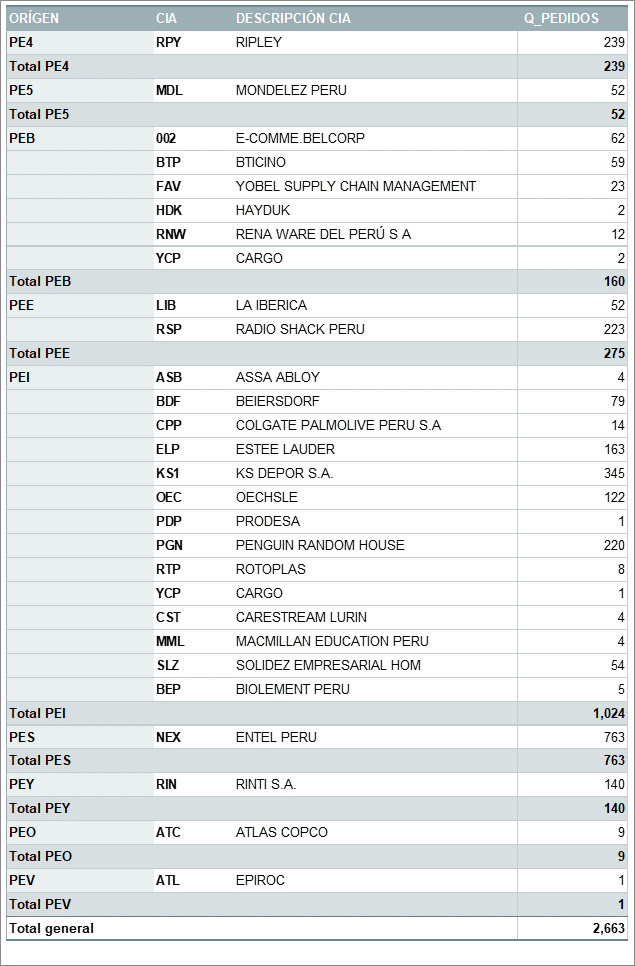 ORÍGEN CIA DESCRIPCIÓN CIA Q_PEDIDOS
PE4 RPY RIPLEY 239
Total PE4 239
PE5 MDL MONDELEZ PERU 52
Total PE5 52
PEB 002 E-COMME.BELCORP 62
BTP BTICINO 59
FAV YOBEL SUPPLY CHAIN MANAGEMENT 23
HDK HAYDUK 2
RNW RENA WARE DEL PERÚ S A 12
YCP CARGO 2
Total PEB 160
PEE LIB LA IBERICA 52
RSP RADIO SHACK PERU 223
Total PEE 275
PEI ASB ASSA ABLOY 4
BDF BEIERSDORF 79
CPP COLGATE PALMOLIVE PERU S.A 14
ELP ESTEE LAUDER 163
KS1 KS DEPOR S.A. 345
OEC OECHSLE 122
PDP PRODESA 1
PGN PENGUIN RANDOM HOUSE 220
RTP ROTOPLAS 8
YCP CARGO 1
CST CARESTREAM LURIN 4
MML MACMILLAN EDUCATION PERU 4
SLZ SOLIDEZ EMPRESARIAL HOM 54
BEP BIOLEMENT PERU 5
Total PEI 1,024
PES NEX ENTEL PERU 763
Total PES 763
PEY RIN RINTI S.A. 140
Total PEY 140
PEO ATC ATLAS COPCO 9
Total PEO 9
PEV ATL EPIROC 1
Total PEV 1
Total general 2,663